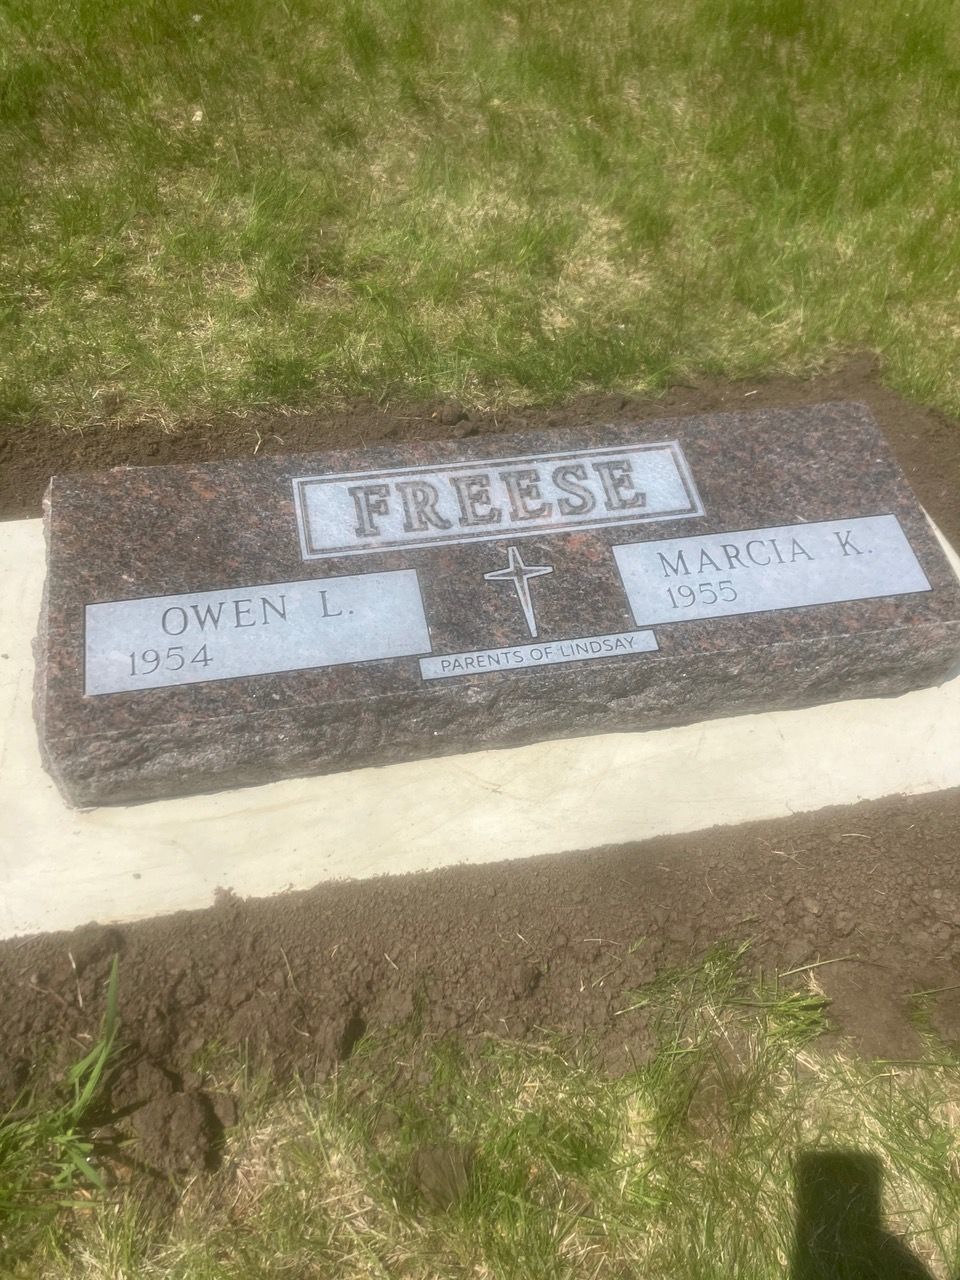 FREESE
OWEN L.
1954
MARCIA K.
1955
PARENTS OF LINDSAY